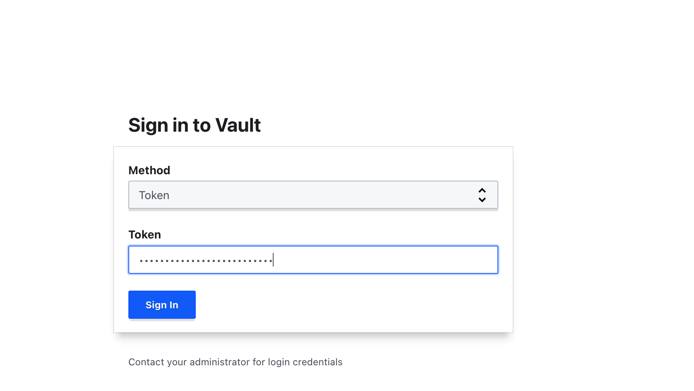 Sign in to Vault
Method
Token
Token
Sign In
Contact your administrator for login credentials